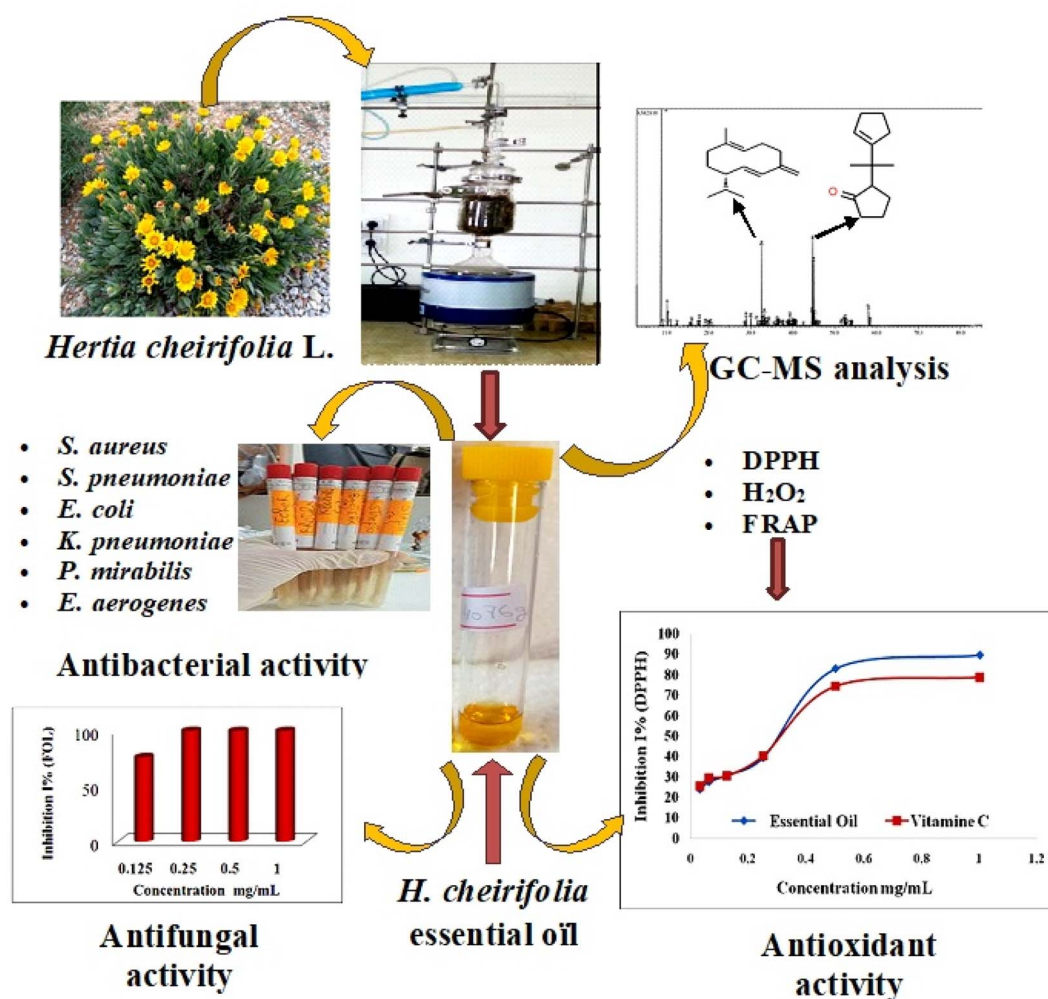 Hertia cheirifolia L.
O
GC-MS analysis
• S. aureus
• S. pneumoniae
• E. coli
• K. pneumoniae
• P. mirabilis
• E. aerogenes
Antibacterial activity
• DPPH
• H₂O₂
• FRAP
Inhibition I% (FOL)
100
50
0
0.125 0.25 0.5 1
Concentration mg/mL
Antifungal
activity
H. cheirifolia
essential oïl
Inhibition I% (DPPH)
100
90
80
70
60
50
40
30
20
10
0
Essential Oil Vitamine C
0 0.2 0.4 0.6 0.8 1 1.2
Concentration mg/mL
Antioxidant
activity